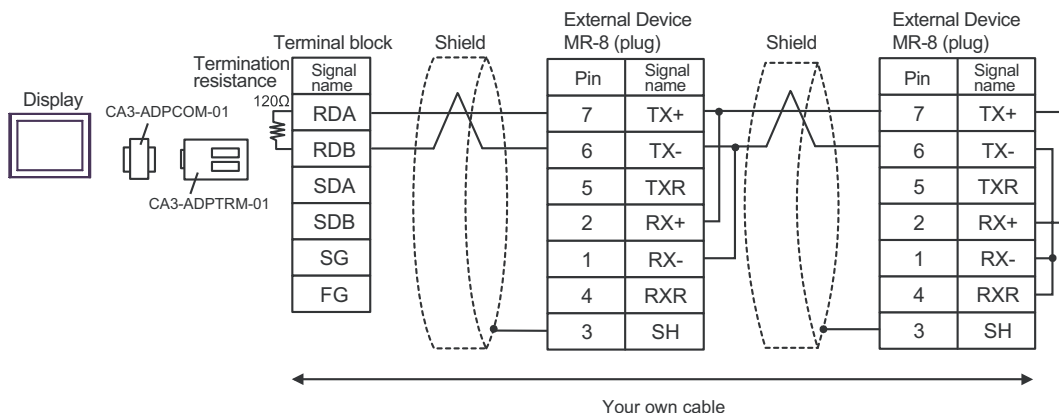 External Device
MR-8 (plug)
External Device
MR-8 (plug)
Terminal block
Shield
Shield
Termination
resistance
120Ω
Display
CA3-ADPCOM-01
CA3-ADPTRM-01
Signal
name
RDA
RDB
SDA
SDB
SG
FG
Pin
Signal
name
7 TX+
6 TX-
5 TXR
2 RX+
1 RX-
4 RXR
3 SH
Pin
Signal
name
7 TX+
6 TX-
5 TXR
2 RX+
1 RX-
4 RXR
3 SH
Your own cable